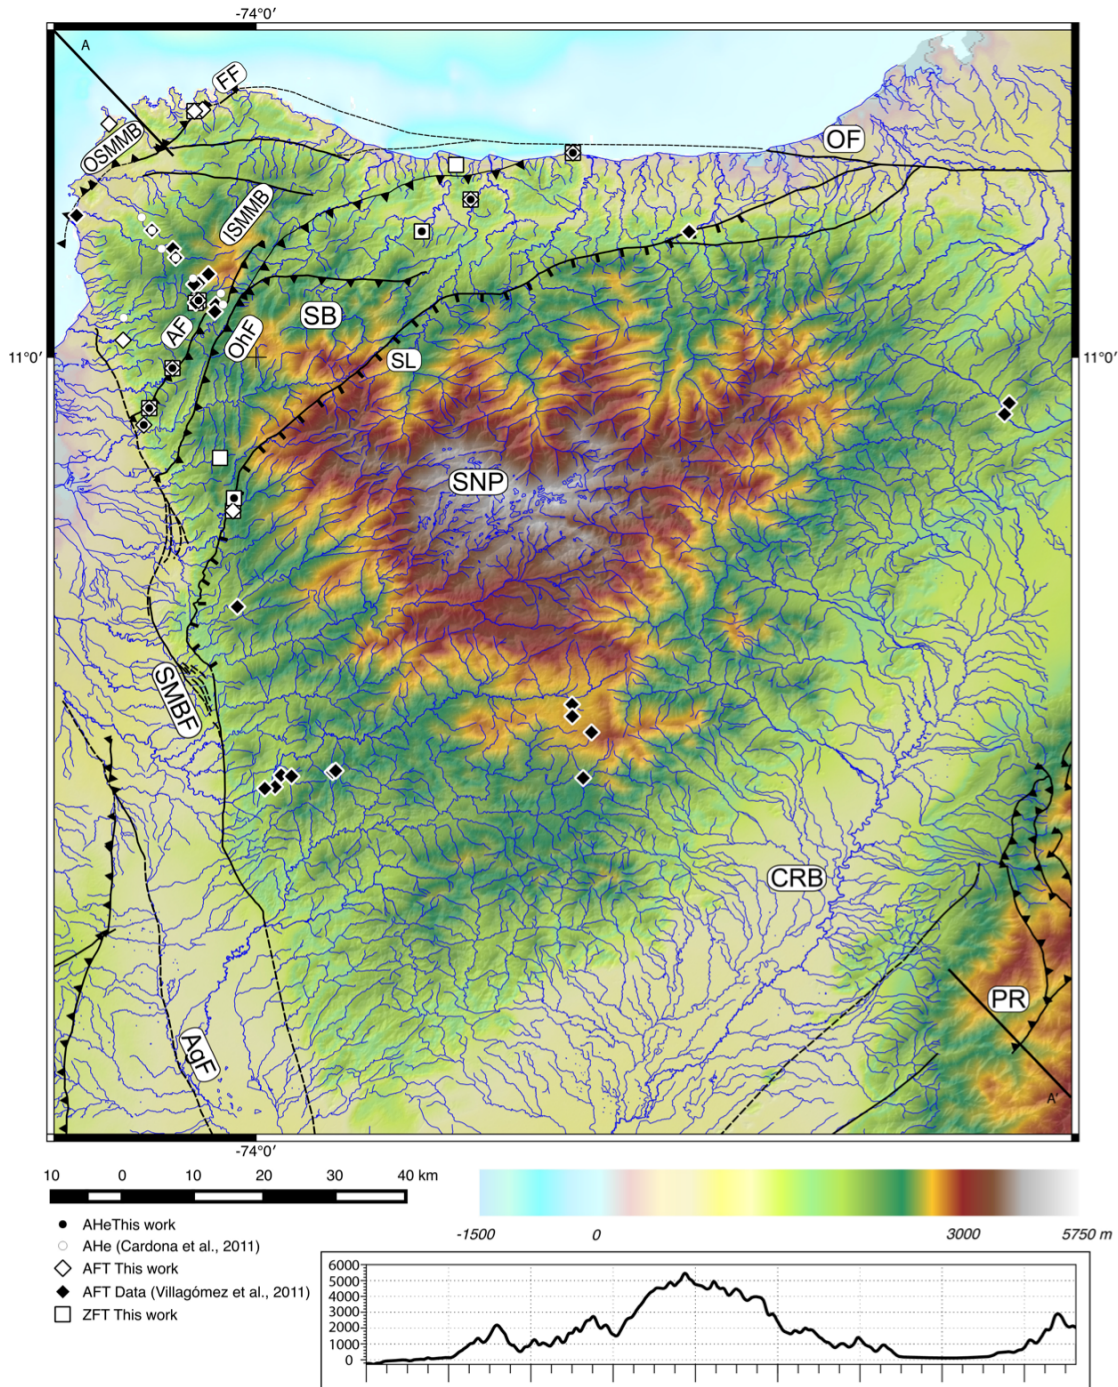 -74°0'
A
FF
OSMMB
OF
ISMMB
SB
AF
OhF
SL
11°0'
11°0'
SNP
SMBF
CRB
PR
AgF
A'
-74°0'
10 0 10 20 30 40 km
-1500 0 3000 5750 m
AHeThis work
AHe (Cardona et al., 2011)
AFT This work
AFT Data (Villagómez et al., 2011)
ZFT This work
6000
5000
4000
3000
2000
1000
0